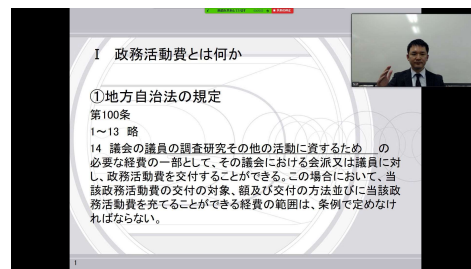 Ⅰ 政務活動費とは何か
①地方自治法の規定
第100条
1～13 略
14 議会の議員の調査研究その他の活動に資するため の
必要な経費の一部として、その議会における会派又は議員に対
し、政務活動費を交付することができる。この場合において、当
該政務活動費の交付の対象、額及び交付の方法並びに当該政
務活動費を充てることができる経費の範囲は、条例で定めなけ
ればならない。
1